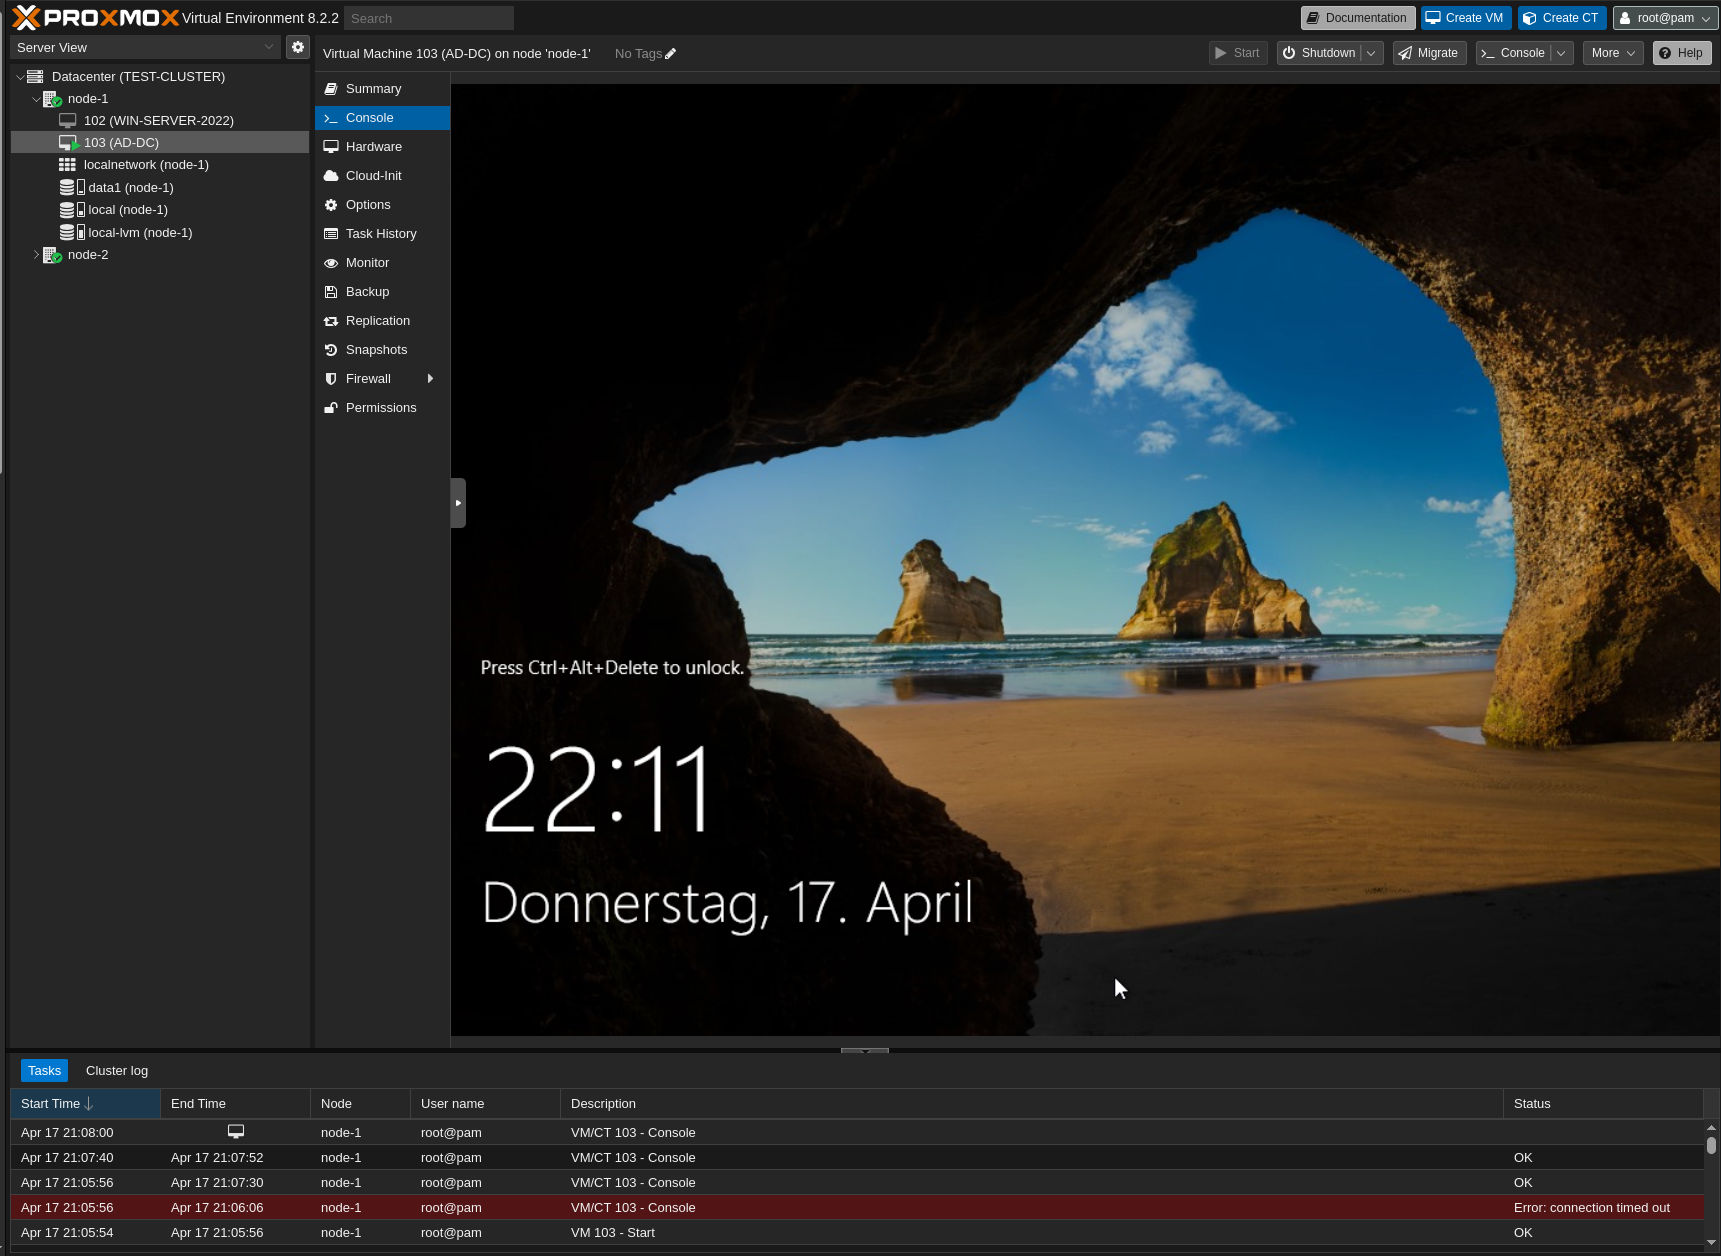 PROXMOX Virtual Environment 8.2.2 Search Documentation Create VM Create CT root@pam
Server View
Virtual Machine 103 (AD-DC) on node 'node-1' No Tags Start Shutdown Migrate Console More Help
Datacenter (TEST-CLUSTER)
node-1
102 (WIN-SERVER-2022)
103 (AD-DC)
localnetwork (node-1)
data1 (node-1)
local (node-1)
local-lvm (node-1)
node-2
Summary
Console
Hardware
Cloud-Init
Options
Task History
Monitor
Backup
Replication
Snapshots
Firewall
Permissions
Press Ctrl+Alt+Delete to unlock.
22:11
Donnerstag, 17. April
Tasks Cluster log
Start Time End Time Node User name Description Status
Apr 17 21:08:00 node-1 root@pam VM/CT 103 - Console
Apr 17 21:07:40 Apr 17 21:07:52 node-1 root@pam VM/CT 103 - Console OK
Apr 17 21:05:56 Apr 17 21:07:30 node-1 root@pam VM/CT 103 - Console OK
Apr 17 21:05:56 Apr 17 21:06:06 node-1 root@pam VM/CT 103 - Console Error: connection timed out
Apr 17 21:05:54 Apr 17 21:05:56 node-1 root@pam VM 103 - Start OK